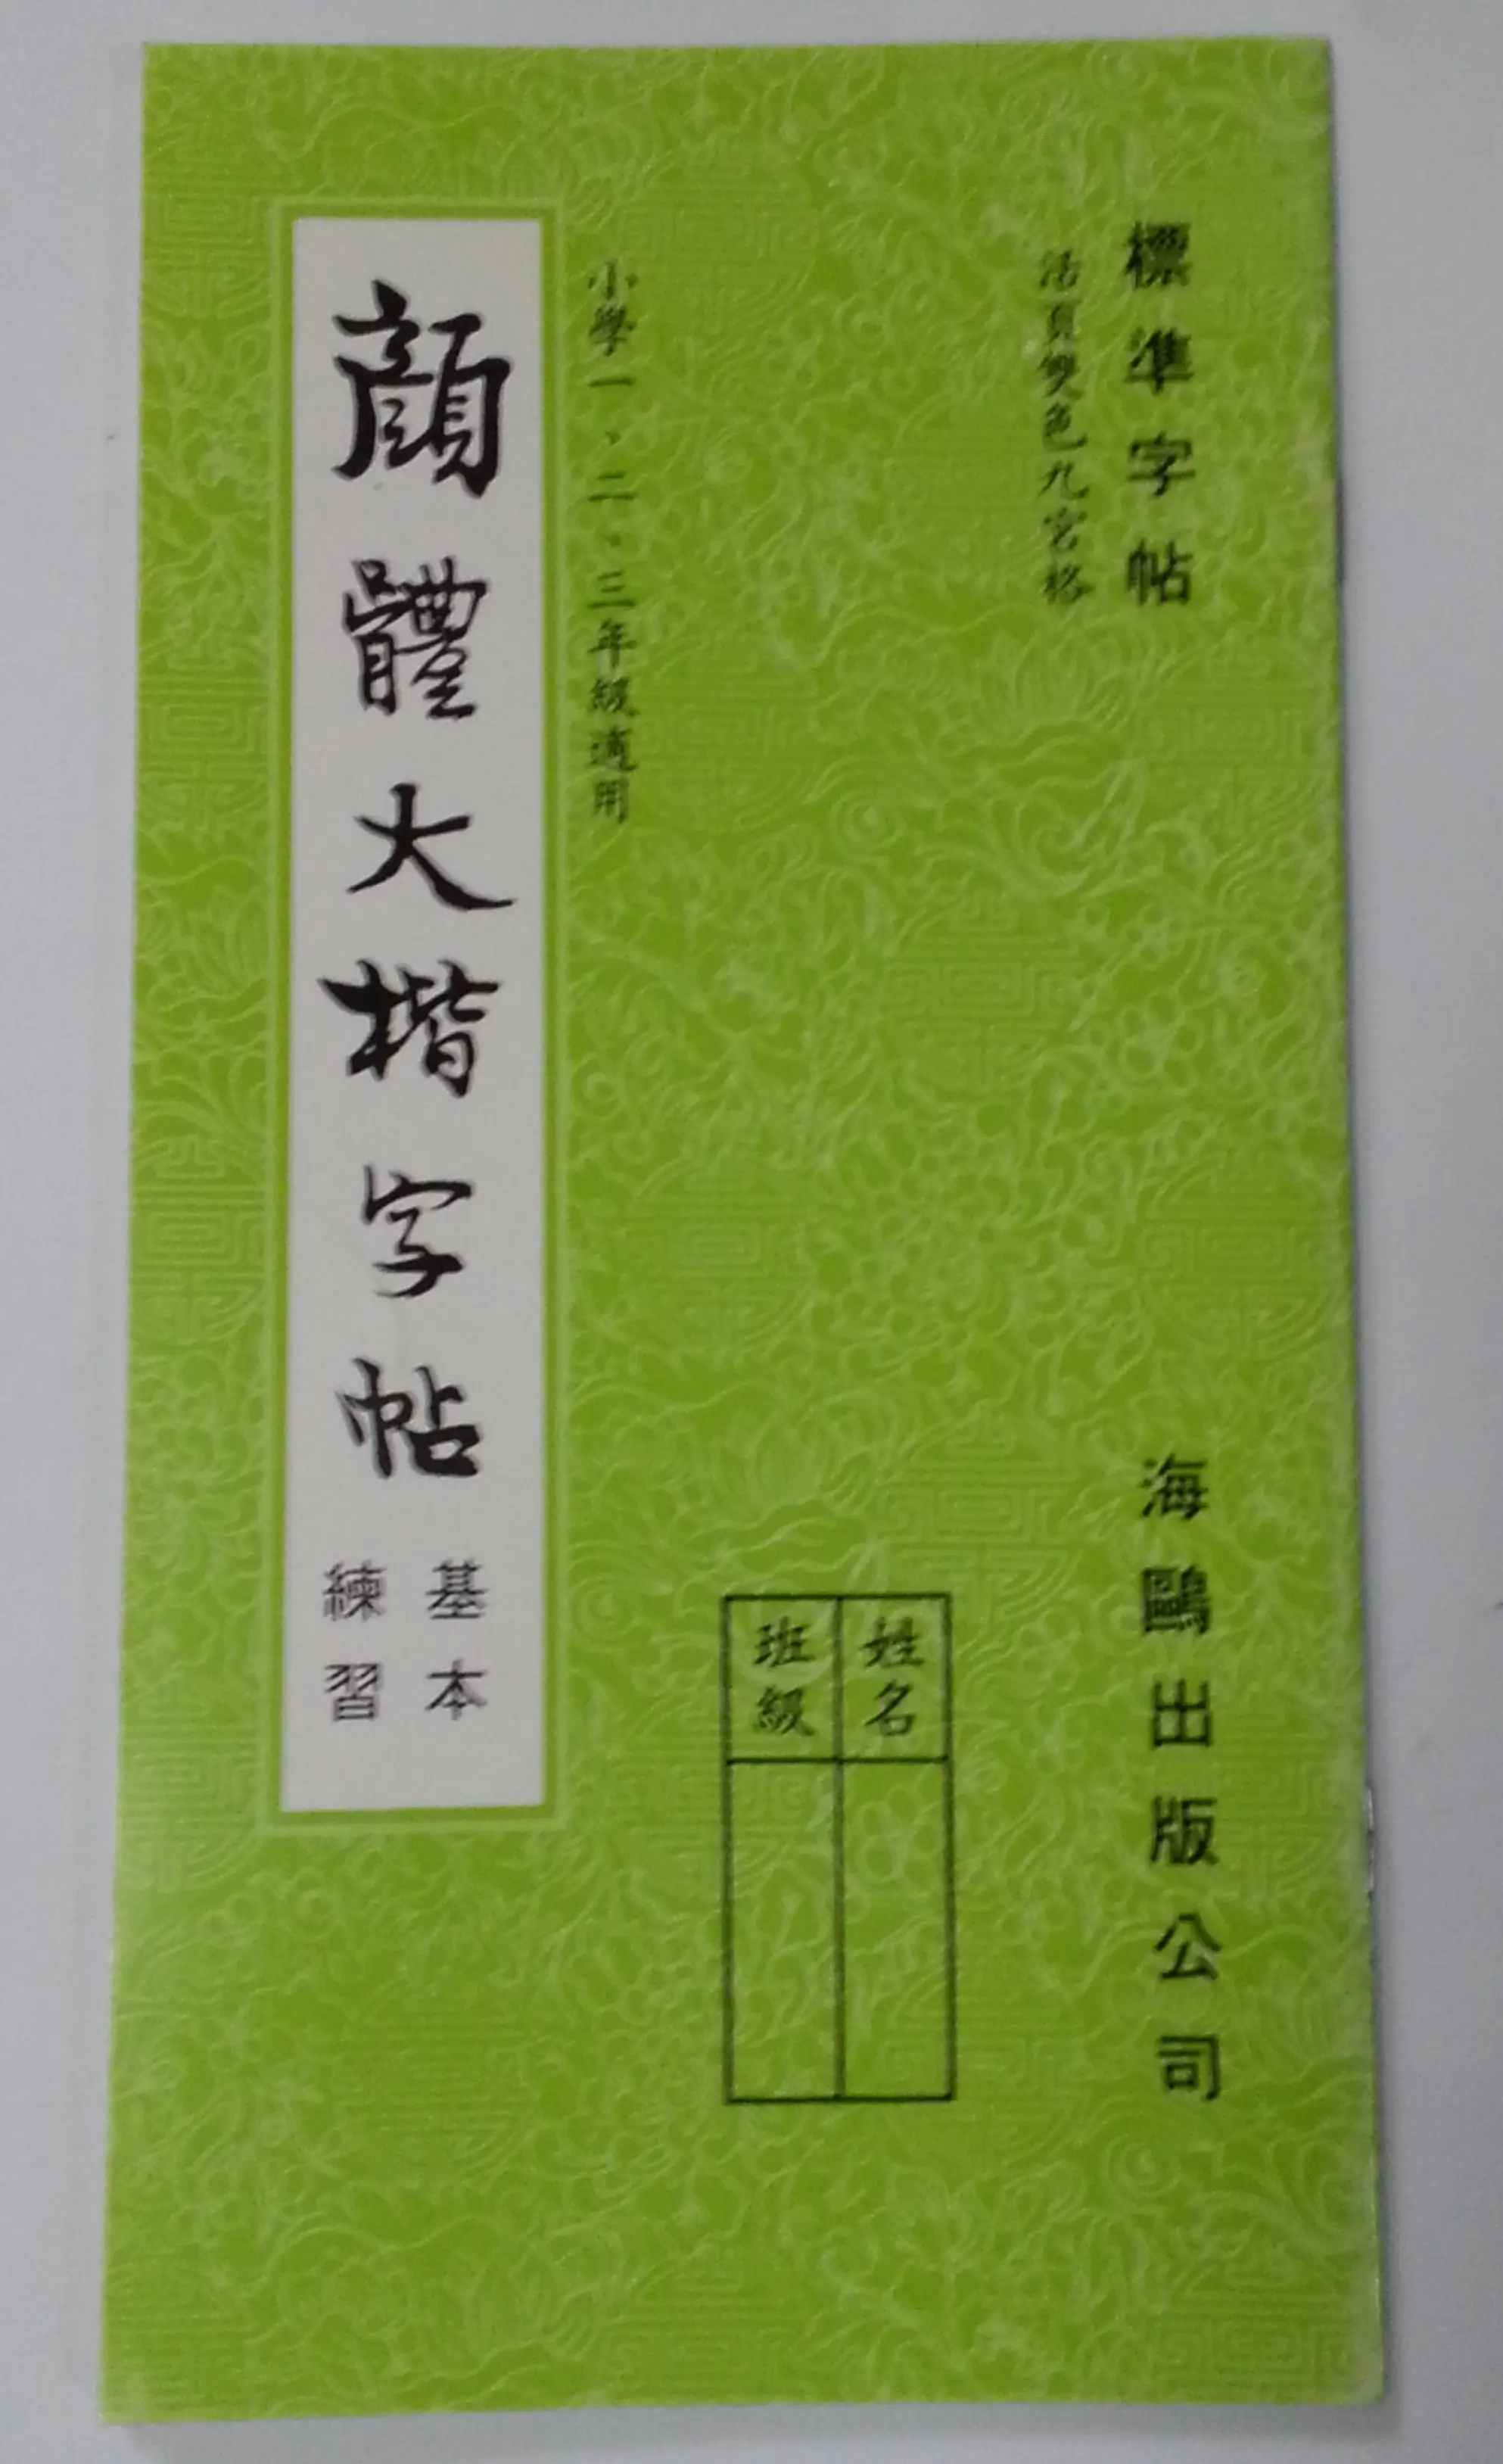 標準字帖
活頁雙色九宮格
海鷗出版公司
姓名
班級
小學一、二、三年級適用
顏體大楷字帖
基本
練習